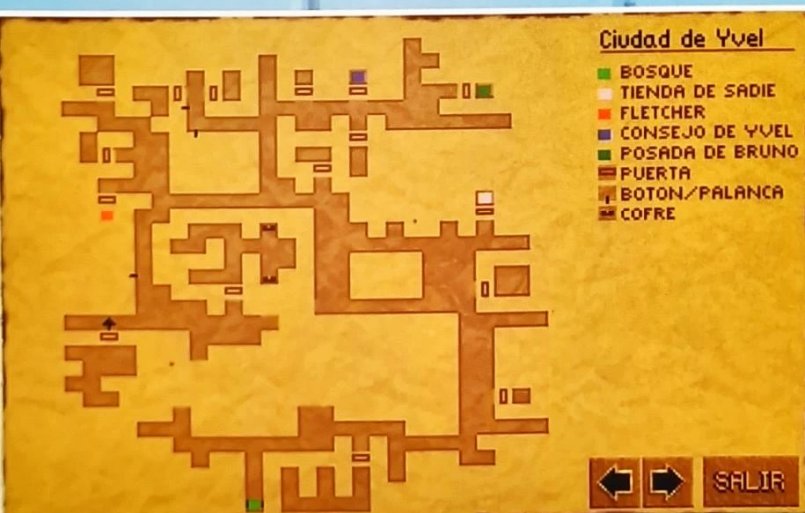 Ciudad de Yvel
BOSQUE
TIENDA DE SADIE
FLETCHER
CONSEJO DE YVEL
POSADA DE BRUNO
PUERTA
BOTON/PALANCA
COFRE
SALIR